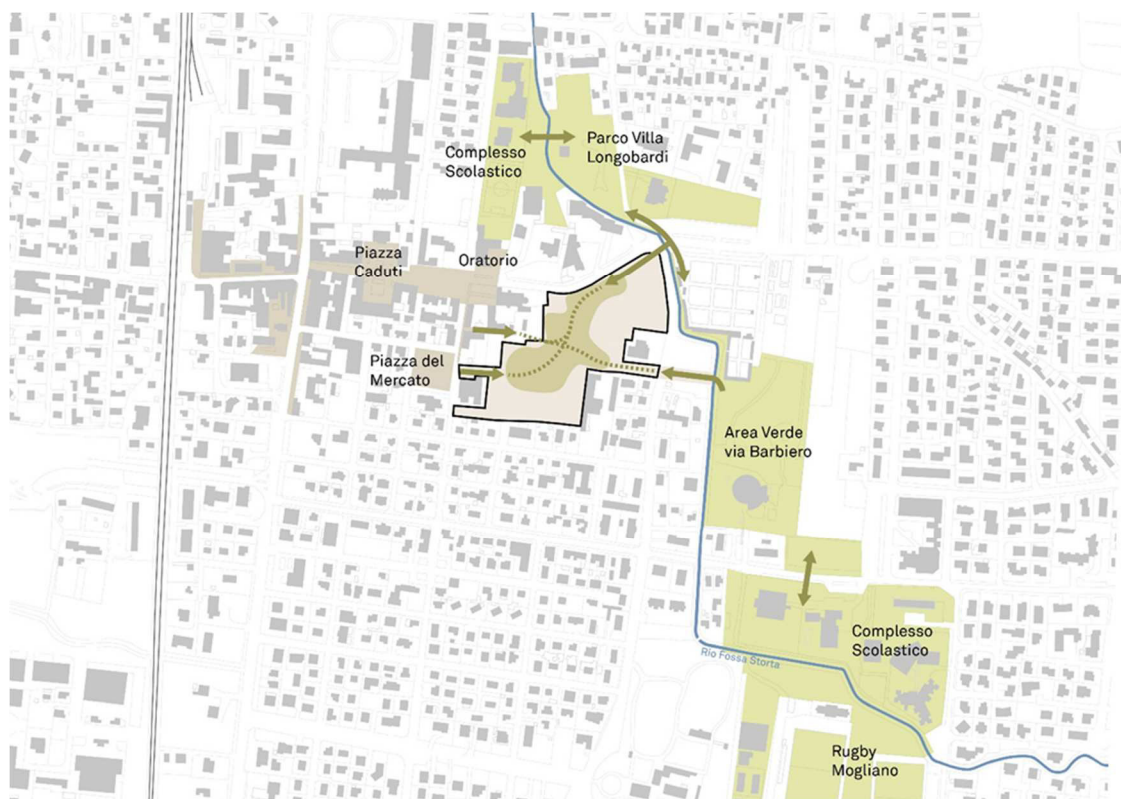 Complesso
Scolastico
Parco Villa
Longobardi
Piazza
Caduti
Oratorio
Piazza del
Mercato
Area Verde
via Barbiero
Complesso
Scolastico
Rio Fossa Storta
Rugby
Mogliano